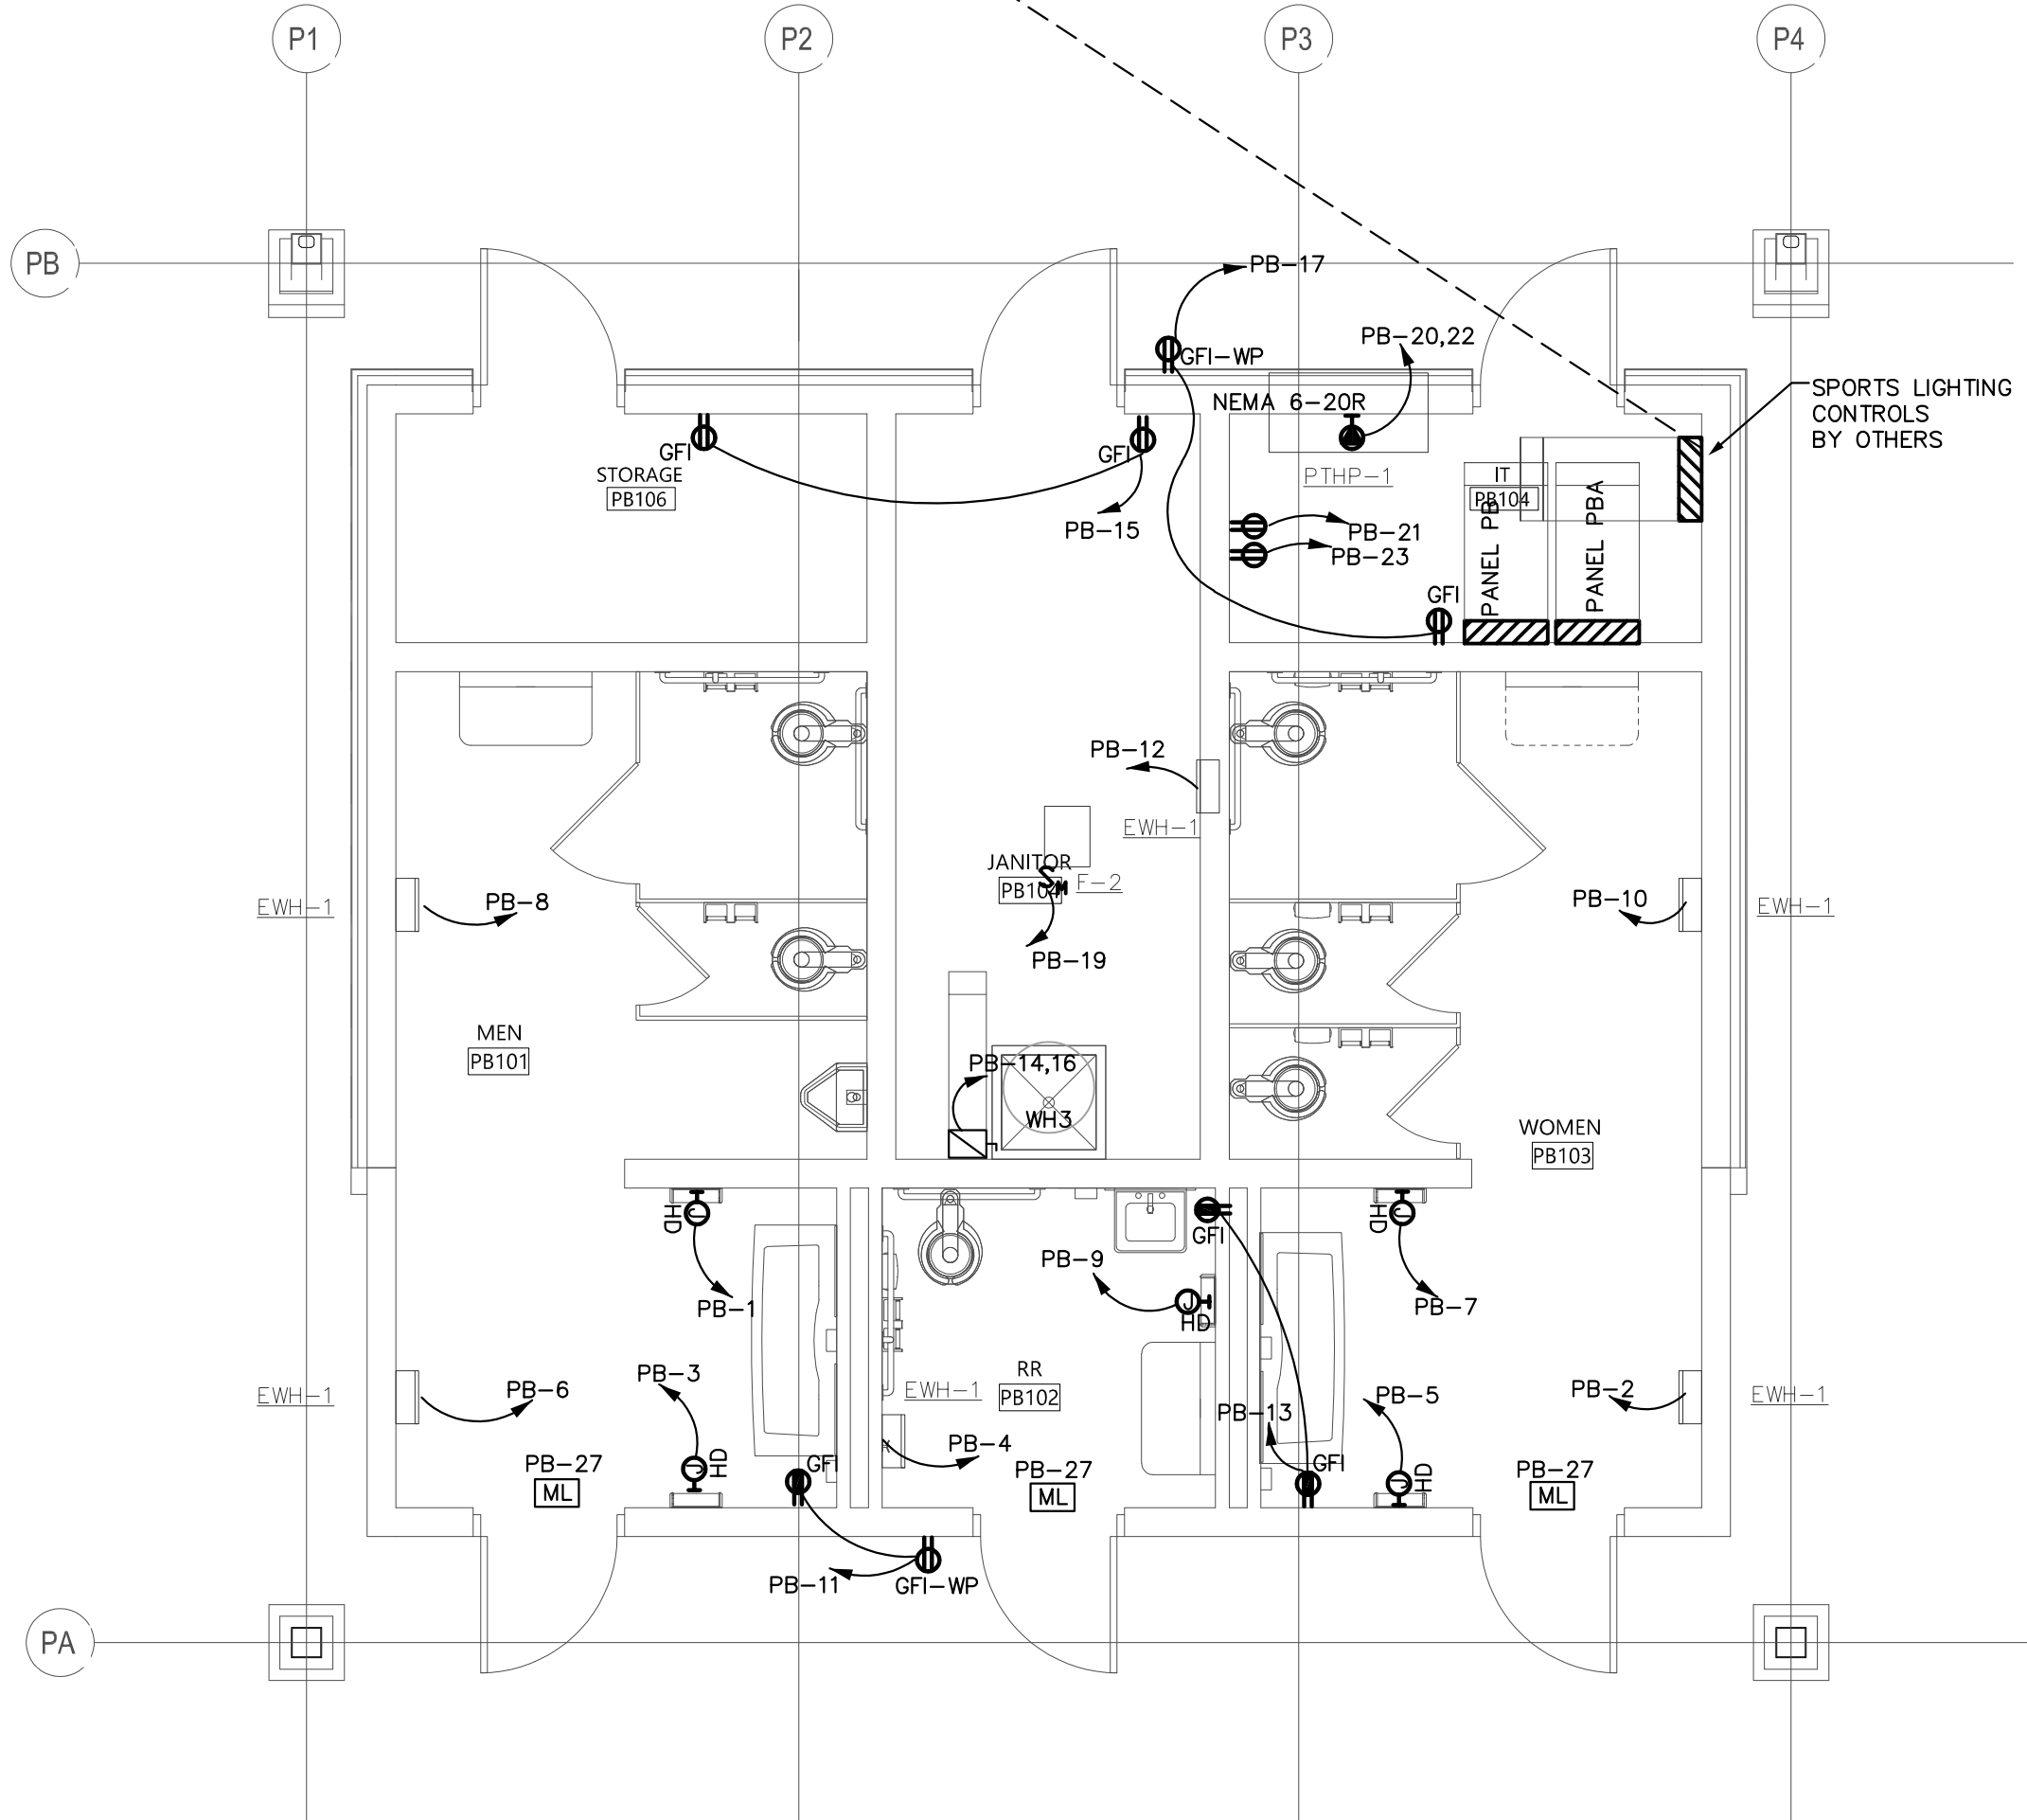 P1
P2
P3
P4
PB
PB-17
PB-20,22
GFI-WP
NEMA 6-20R
SPORTS LIGHTING
CONTROLS
BY OTHERS
GFI
GFI
STORAGE
PB106
PTHP-1
IT
PB104
PANEL PB
PANEL PBA
PB-15
PB-21
PB-23
GFI
PB-12
EWH-1
JANITOR
PB104
SM
F-2
EWH-1
PB-8
PB-10
EWH-1
PB-19
MEN
PB101
PB-14,16
WH3
WOMEN
PB103
J
HD
J
HD
GFI
PB-9
PB-1
J
HD
PB-7
PB-3
RR
PB102
EWH-1
PB-6
EWH-1
PB-5
PB-2
EWH-1
PB-13
PB-4
PB-27
ML
J
HD
GFI
PB-27
ML
GFI
J
HD
PB-27
ML
PB-11
GFI-WP
PA